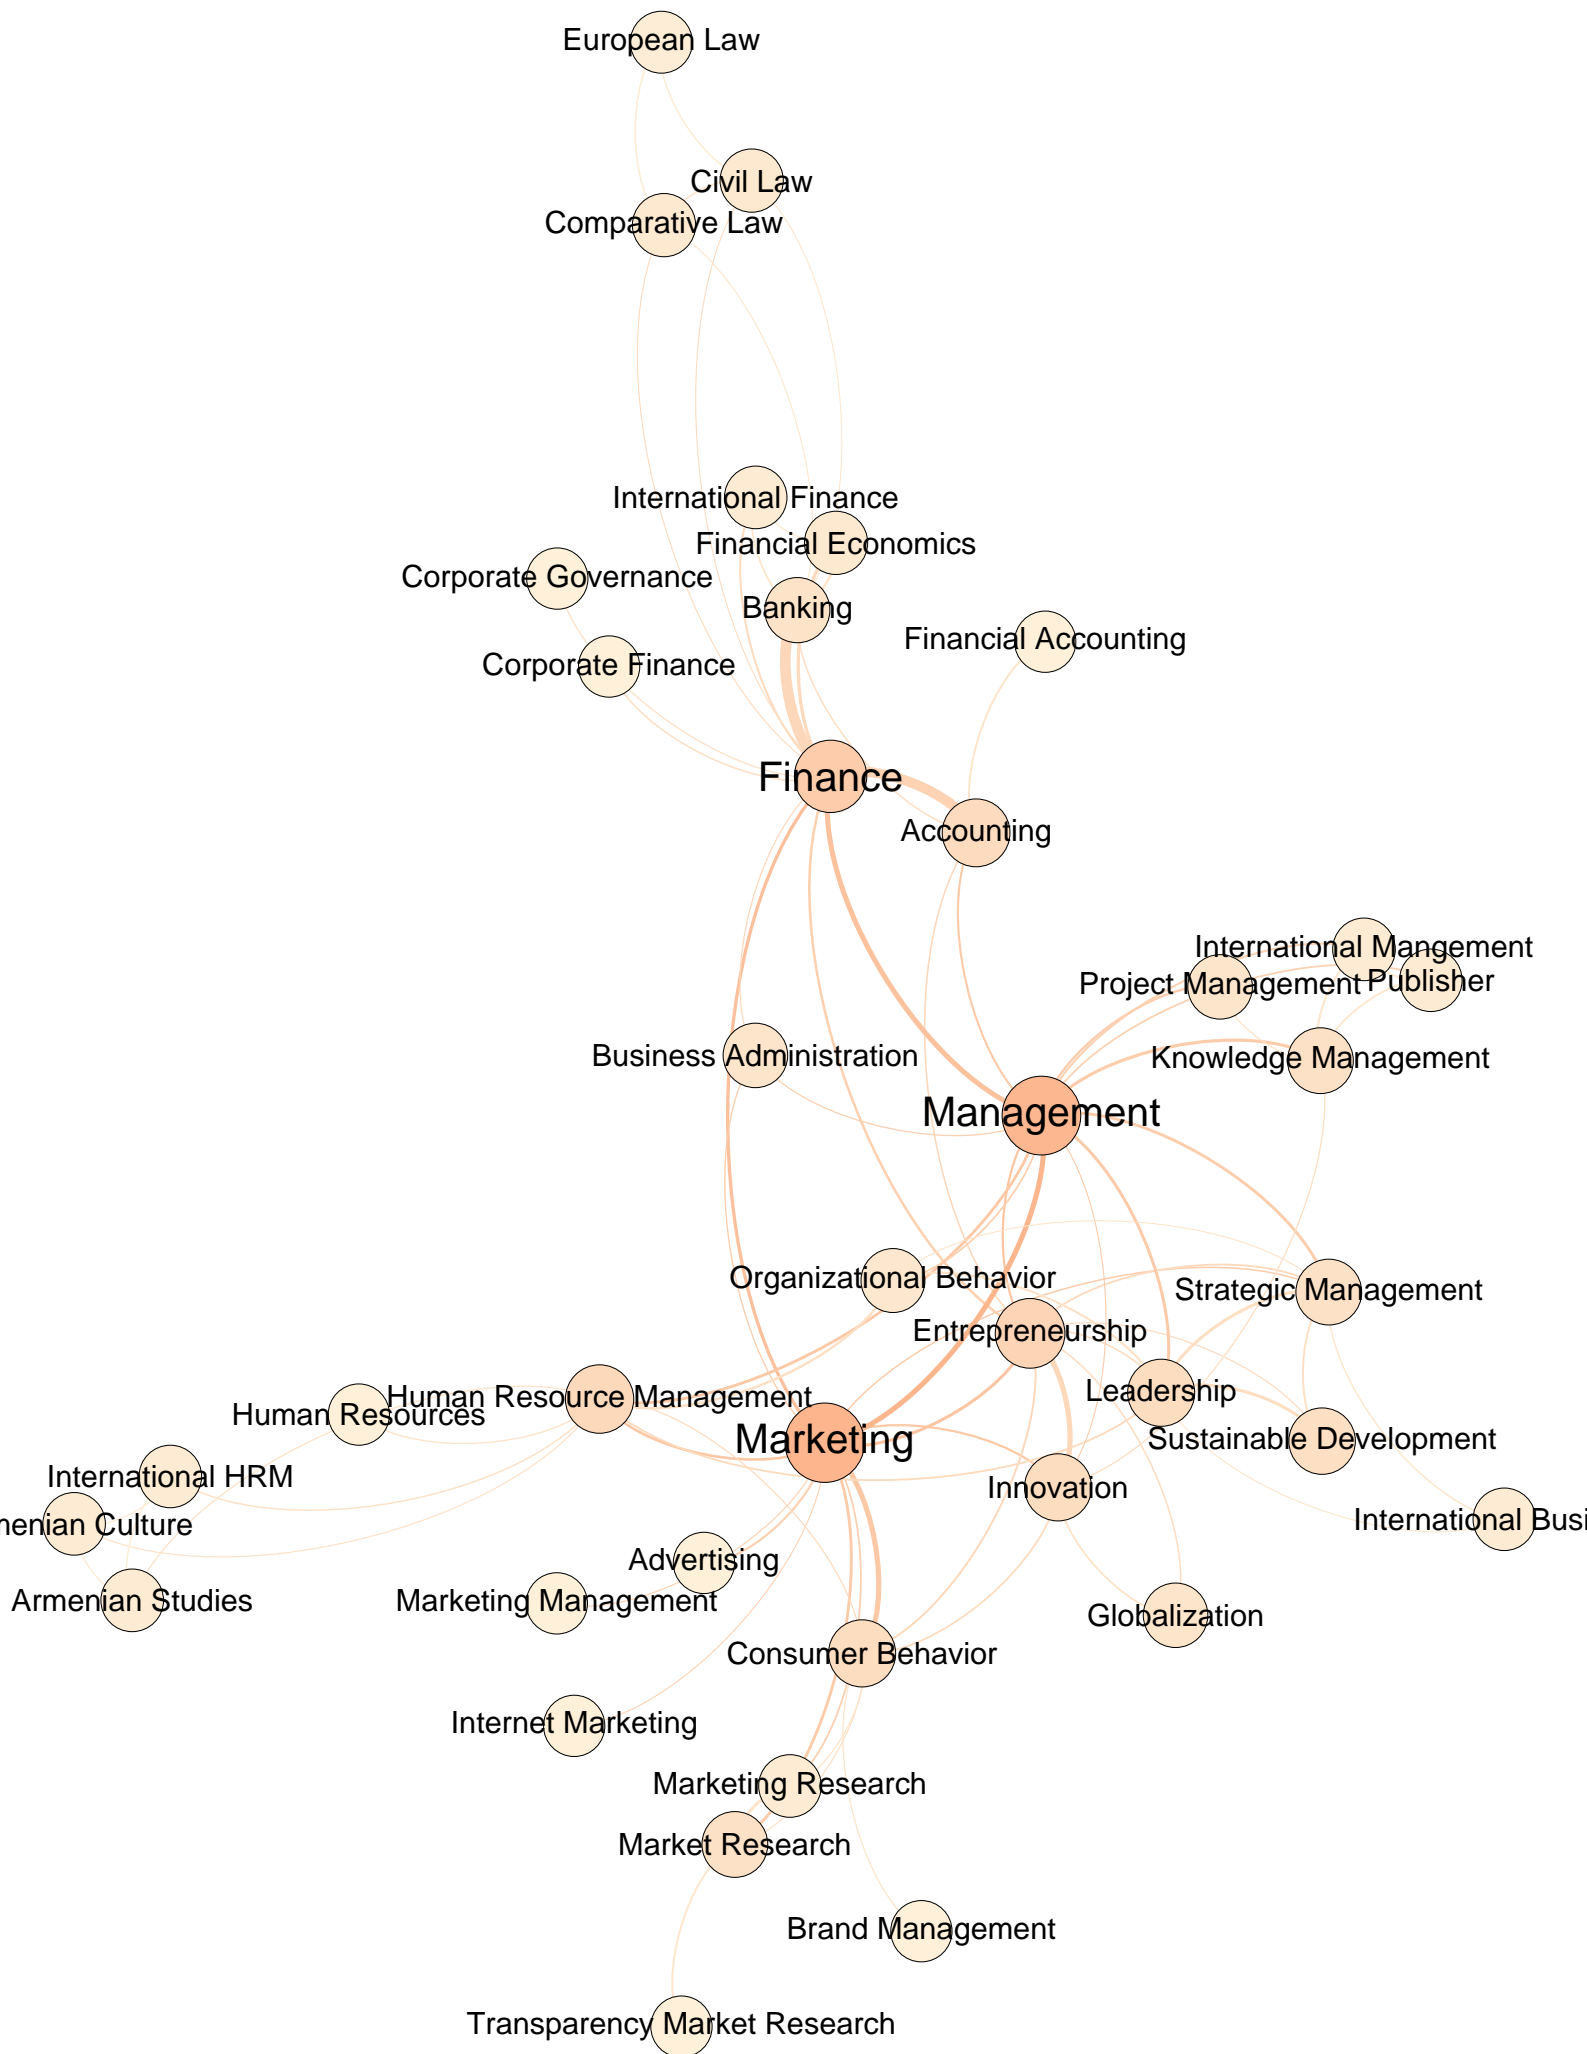 European Law
Civil Law
Comparative Law
International Finance
Financial Economics
Corporate Governance
Banking
Financial Accounting
Corporate Finance
Finance
Accounting
International Mangement
Project Management
Publisher
Business Administration
Knowledge Management
Management
Organizational Behavior
Strategic Management
Entrepreneurship
Leadership
Human Resource Management
Human Resources
Marketing
Sustainable Development
International HRM
Innovation
menian Culture
International Busi
Advertising
Armenian Studies
Marketing Management
Globalization
Consumer Behavior
Internet Marketing
Marketing Research
Market Research
Brand Management
Transparency Market Research